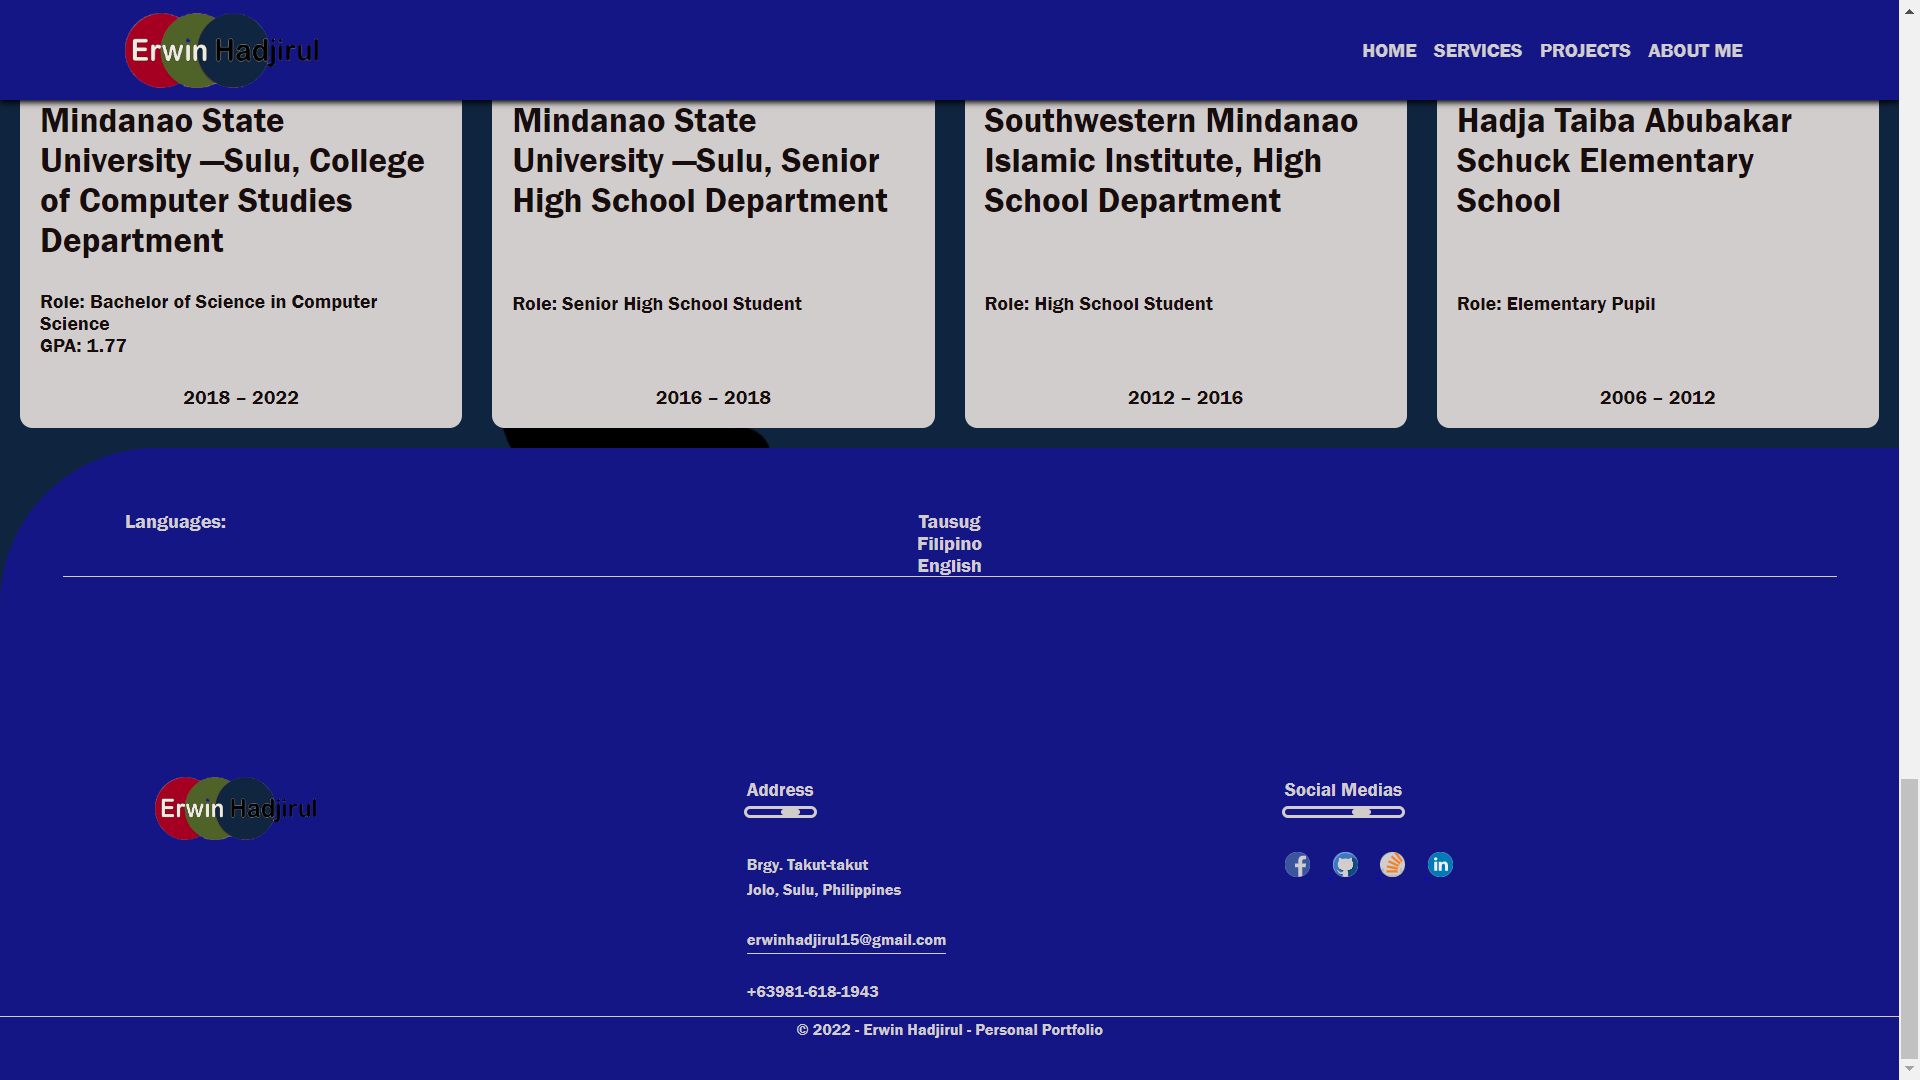 Erwin Hadjirul
HOME SERVICES PROJECTS ABOUT ME
Mindanao State
University —Sulu, College
of Computer Studies
Department
Role: Bachelor of Science in Computer
Science
GPA: 1.77
2018 – 2022
Mindanao State
University —Sulu, Senior
High School Department
Role: Senior High School Student
2016 – 2018
Southwestern Mindanao
Islamic Institute, High
School Department
Role: High School Student
2012 – 2016
Hadja Taiba Abubakar
Schuck Elementary
School
Role: Elementary Pupil
2006 – 2012
Languages:
Tausug
Filipino
English
Erwin Hadjirul
Address
Brgy. Takut-takut
Jolo, Sulu, Philippines
erwinhadjirul15@gmail.com
+63981-618-1943
Social Medias
© 2022 - Erwin Hadjirul - Personal Portfolio